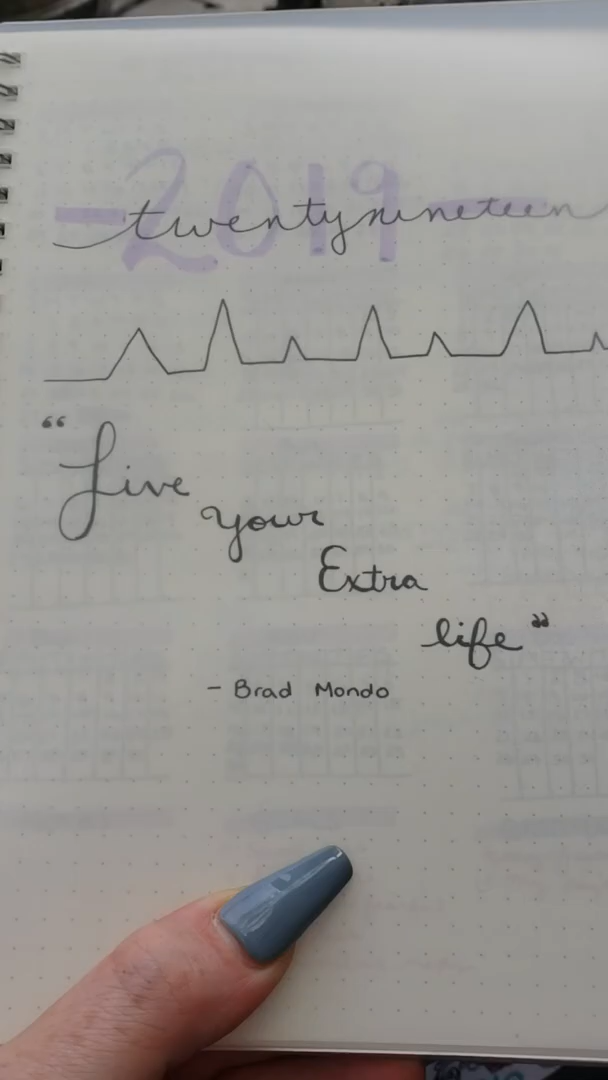 2019
twentynineteen
“Live
your
Extra
life”
- Brad Mondo